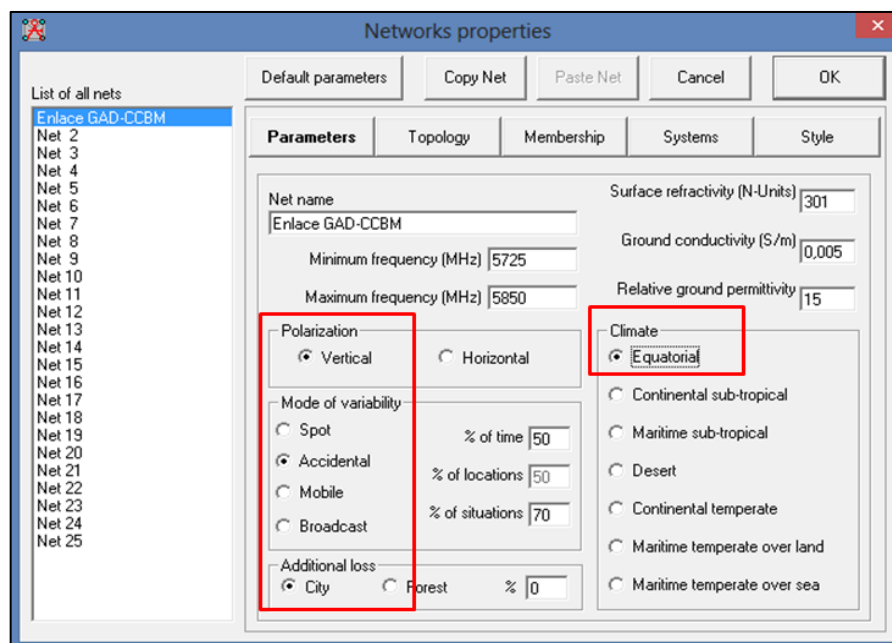 Networks properties
Default parameters
Copy Net
Paste Net
Cancel
OK
List of all nets
Enlace GAD-CCBM
Net 2
Net 3
Net 4
Net 5
Net 6
Net 7
Net 8
Net 9
Net 10
Net 11
Net 12
Net 13
Net 14
Net 15
Net 16
Net 17
Net 18
Net 19
Net 20
Net 21
Net 22
Net 23
Net 24
Net 25
Parameters
Topology
Membership
Systems
Style
Net name
Enlace GAD-CCBM
Minimum frequency (MHz) 5725
Maximum frequency (MHz) 5850
Surface refractivity (N-Units) 301
Ground conductivity (S/m) 0,005
Relative ground permittivity 15
Polarization
Vertical
Horizontal
Mode of variability
Spot
Accidental
Mobile
Broadcast
% of time 50
% of locations 50
% of situations 70
Additional loss
City
Forest
% 0
Climate
Equatorial
Continental sub-tropical
Maritime sub-tropical
Desert
Continental temperate
Maritime temperate over land
Maritime temperate over sea